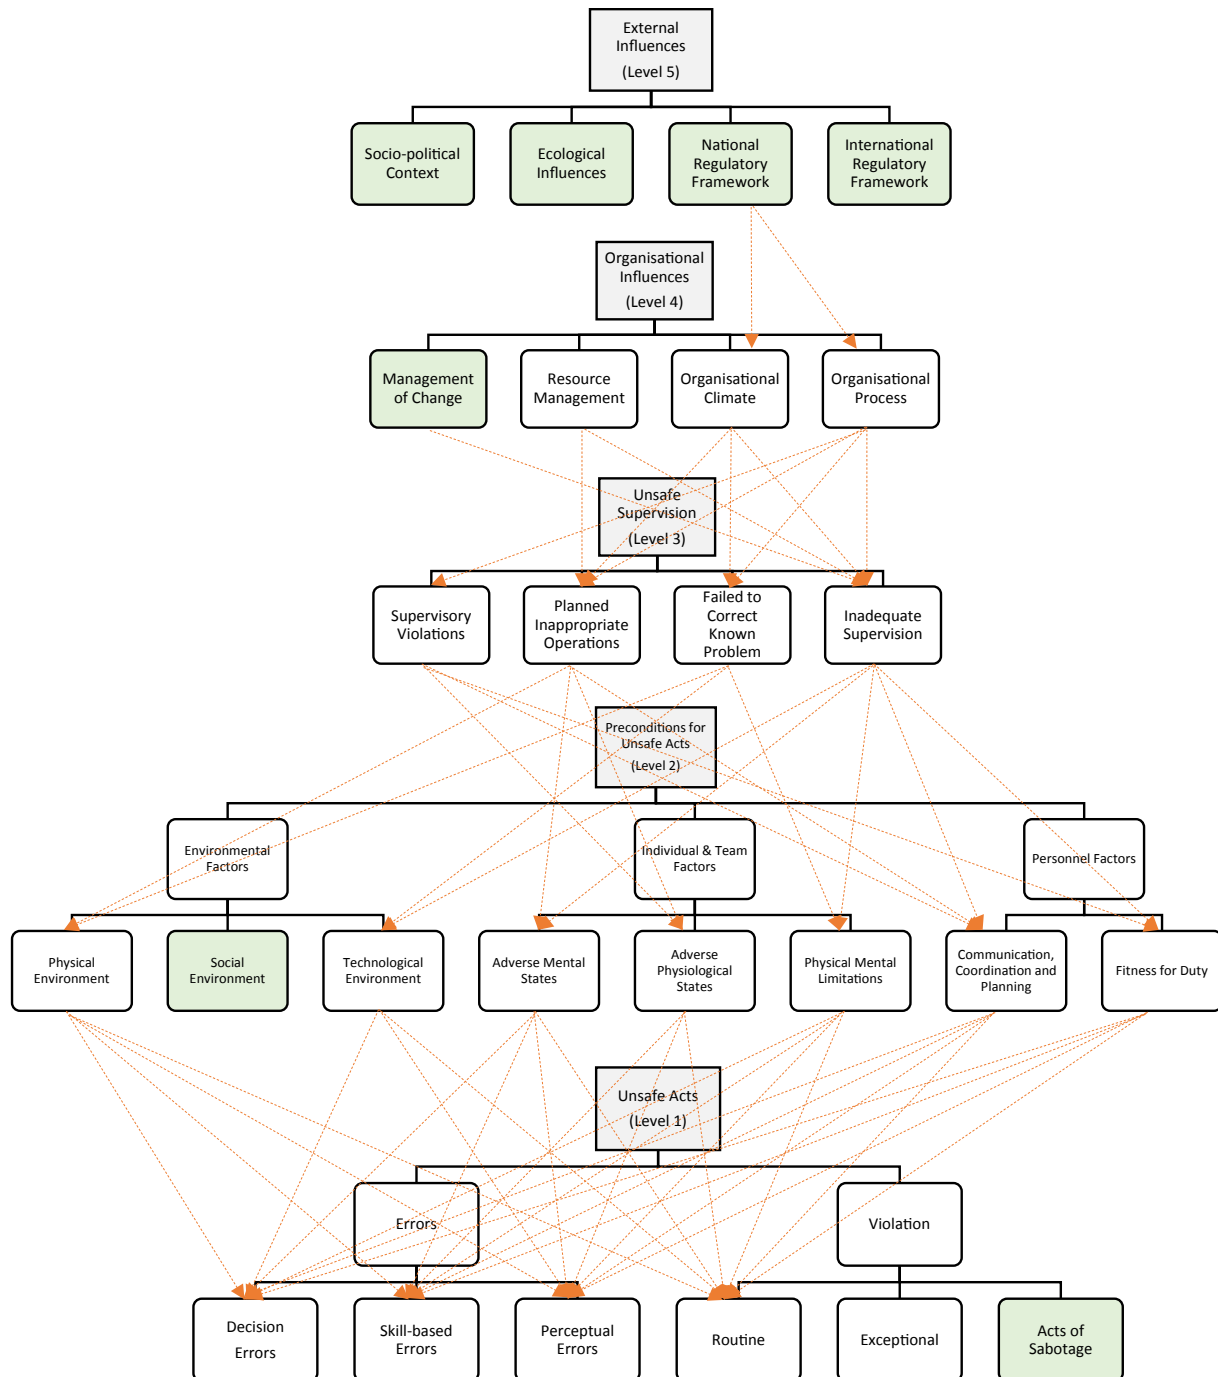 External
Influences
(Level 5)
Socio-political
Context
Ecological
Influences
National
Regulatory
Framework
International
Regulatory
Framework
Organisational
Influences
(Level 4)
Management
of Change
Resource
Management
Organisational
Climate
Organisational
Process
Unsafe
Supervision
(Level 3)
Supervisory
Violations
Planned
Inappropriate
Operations
Failed to
Correct
Known
Problem
Inadequate
Supervision
Preconditions for
Unsafe Acts
(Level 2)
Environmental
Factors
Individual & Team
Factors
Personnel Factors
Physical
Environment
Social
Environment
Technological
Environment
Adverse Mental
States
Adverse
Physiological
States
Physical Mental
Limitations
Communication,
Coordination and
Planning
Fitness for Duty
Unsafe Acts
(Level 1)
Errors
Violation
Decision
Errors
Skill-based
Errors
Perceptual
Errors
Routine
Exceptional
Acts of
Sabotage